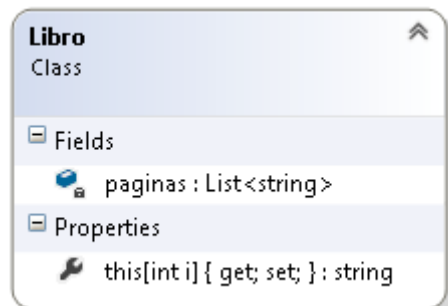 Libro
Class
Fields
paginas : List<string>
Properties
this[int i] { get; set; } : string